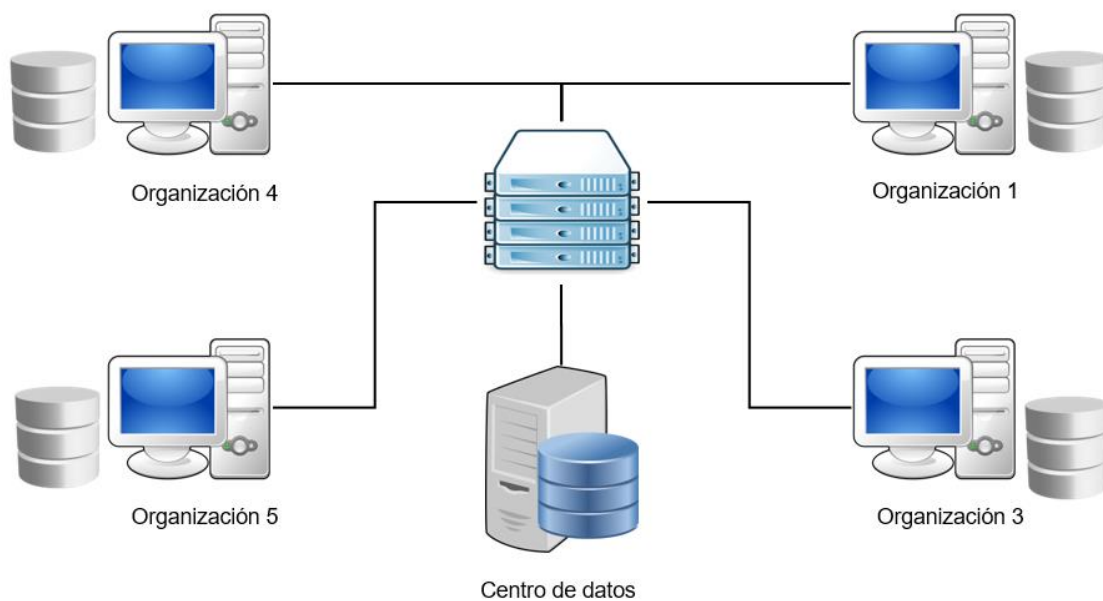 Organización 4
Organización 1
Organización 5
Organización 3
Centro de datos